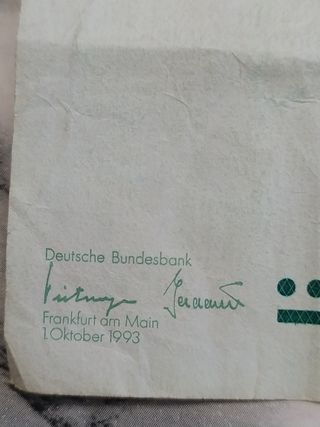 Deutsche Bundesbank
Frankfurt am Main
1.Oktober 1993